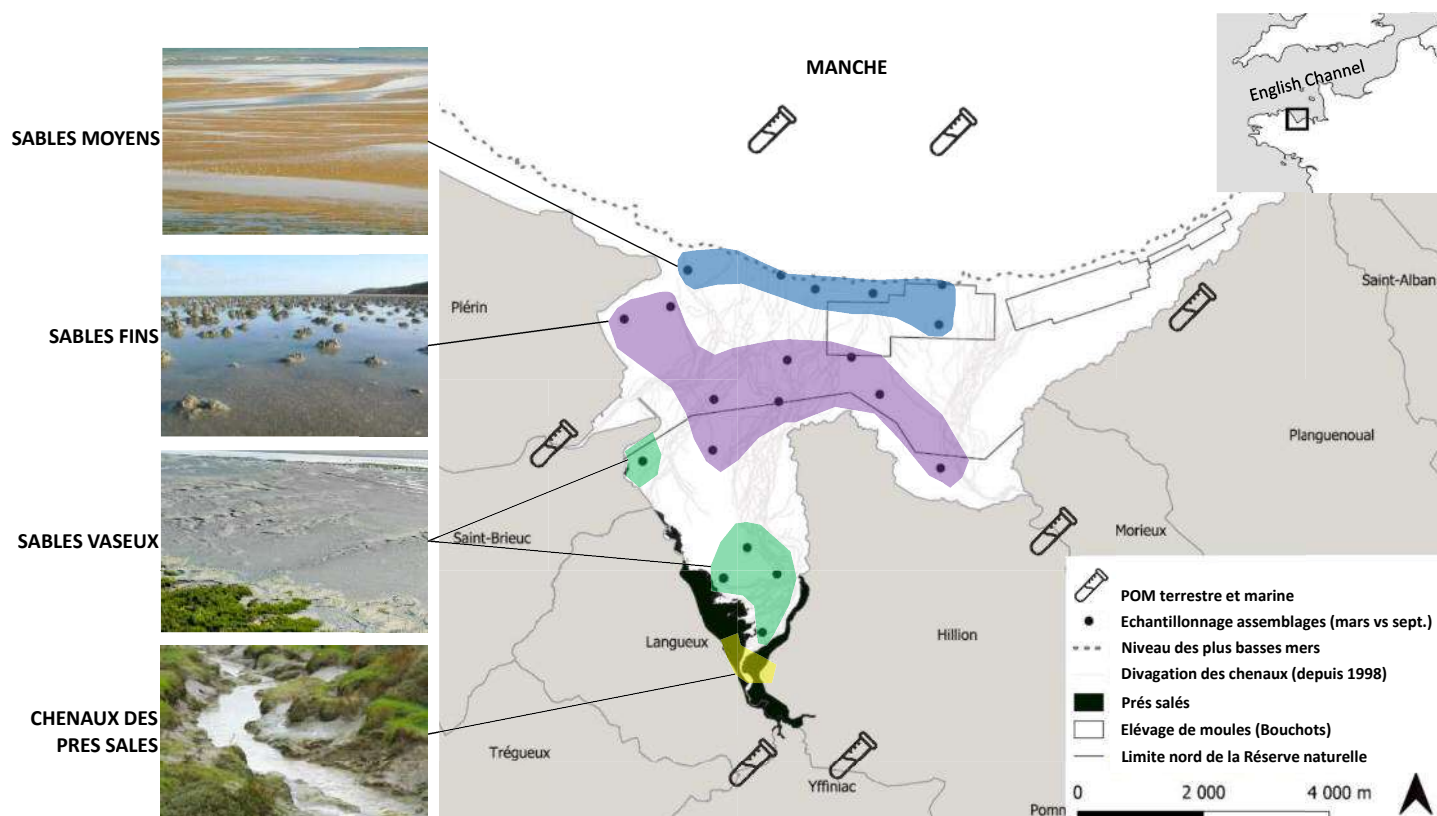 MANCHE
English Channel
SABLES MOYENS
SABLES FINS
SABLES VASEUX
CHENAUX DES
PRES SALES
Plérin
Saint-Alban
Planguenoual
Saint-Brieuc
Morieux
Langueux
Hillion
Trégueux
Yffiniac
Pomm
POM terrestre et marine
Echantillonnage assemblages (mars vs sept.)
Niveau des plus basses mers
Divagation des chenaux (depuis 1998)
Prés salés
Elévage de moules (Bouchots)
Limite nord de la Réserve naturelle
0 2 000 4 000 m